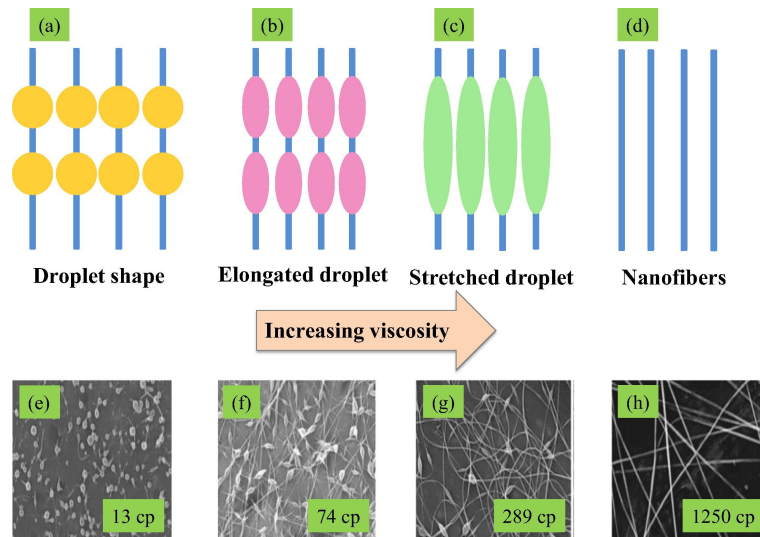 (a)
(b)
(c)
(d)
Droplet shape
Elongated droplet
Stretched droplet
Nanofibers
Increasing viscosity
(e)
(f)
(g)
(h)
13 cp
74 cp
289 cp
1250 cp